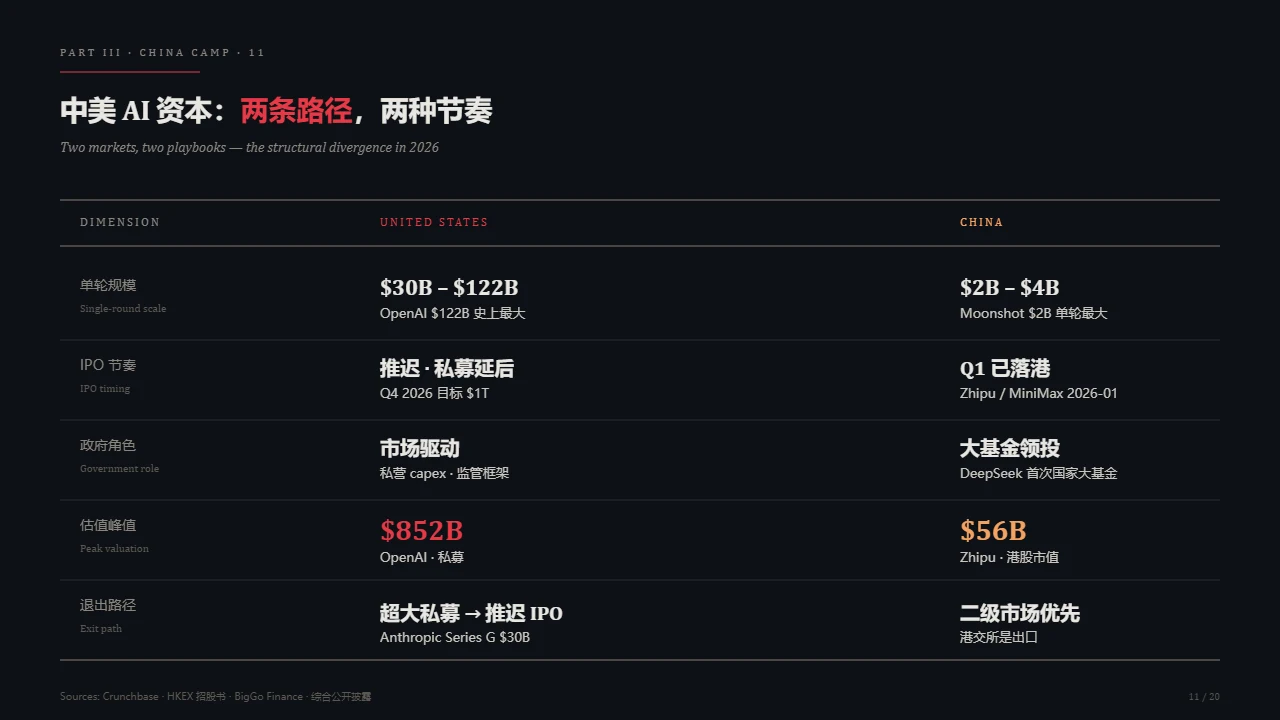 PART III · CHINA CAMP · 11
中美 AI 资本：两条路径，两种节奏
Two markets, two playbooks — the structural divergence in 2026
DIMENSION
UNITED STATES
CHINA
单轮规模
Single-round scale
$30B – $122B
OpenAI $122B 史上最大
$2B – $4B
Moonshot $2B 单轮最大
IPO 节奏
IPO timing
推迟 · 私募延后
Q4 2026 目标 $1T
Q1 已落港
Zhipu / MiniMax 2026-01
政府角色
Government role
市场驱动
私营 capex · 监管框架
大基金领投
DeepSeek 首次国家大基金
估值峰值
Peak valuation
$852B
OpenAI · 私募
$56B
Zhipu · 港股市值
退出路径
Exit path
超大私募 → 推迟 IPO
Anthropic Series G $30B
二级市场优先
港交所是出口
Sources: Crunchbase · HKEX 招股书 · BigGo Finance · 综合公开披露
11 / 20